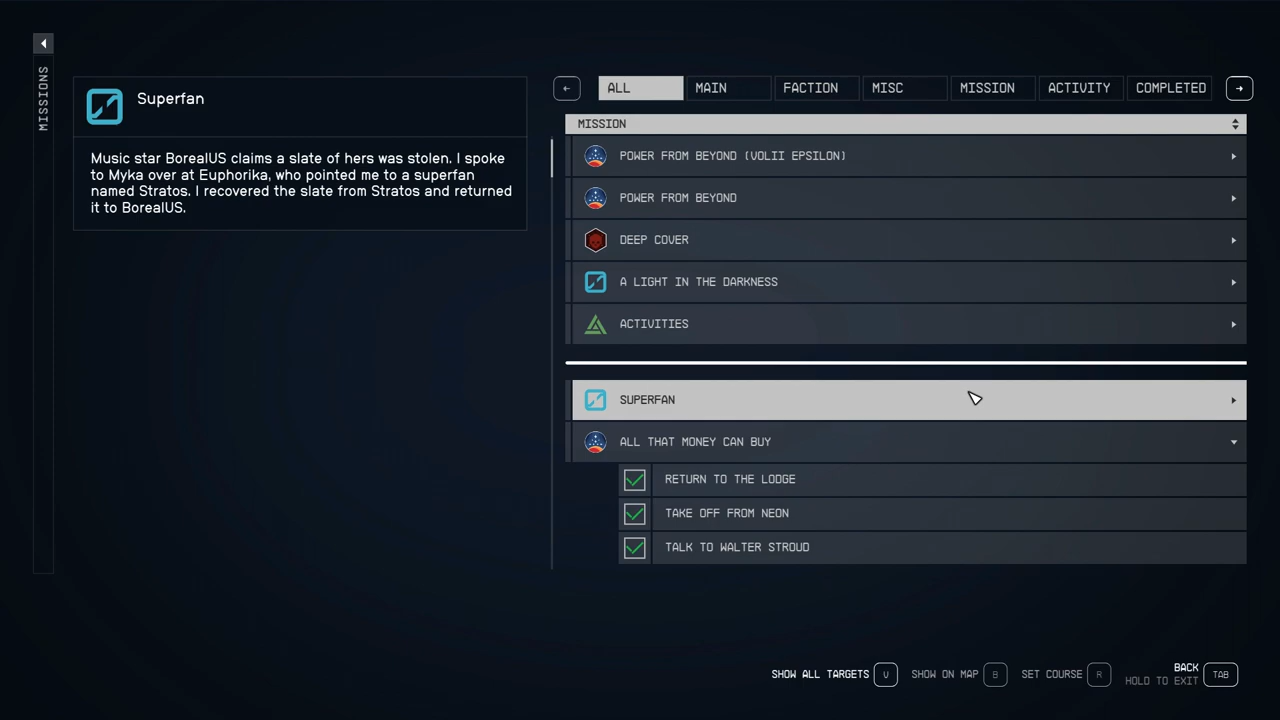 MISSIONS
Superfan
Music star BorealUS claims a slate of hers was stolen. I spoke
to Myka over at Euphorika, who pointed me to a superfan
named Stratos. I recovered the slate from Stratos and returned
it to BorealUS.
ALL
MAIN
FACTION
MISC
MISSION
ACTIVITY
COMPLETED
MISSION
POWER FROM BEYOND (VOLII EPSILON)
POWER FROM BEYOND
DEEP COVER
A LIGHT IN THE DARKNESS
ACTIVITIES
SUPERFAN
ALL THAT MONEY CAN BUY
RETURN TO THE LODGE
TAKE OFF FROM NEON
TALK TO WALTER STROUD
SHOW ALL TARGETS V
SHOW ON MAP B
SET COURSE R
BACK
HOLD TO EXIT
TAB